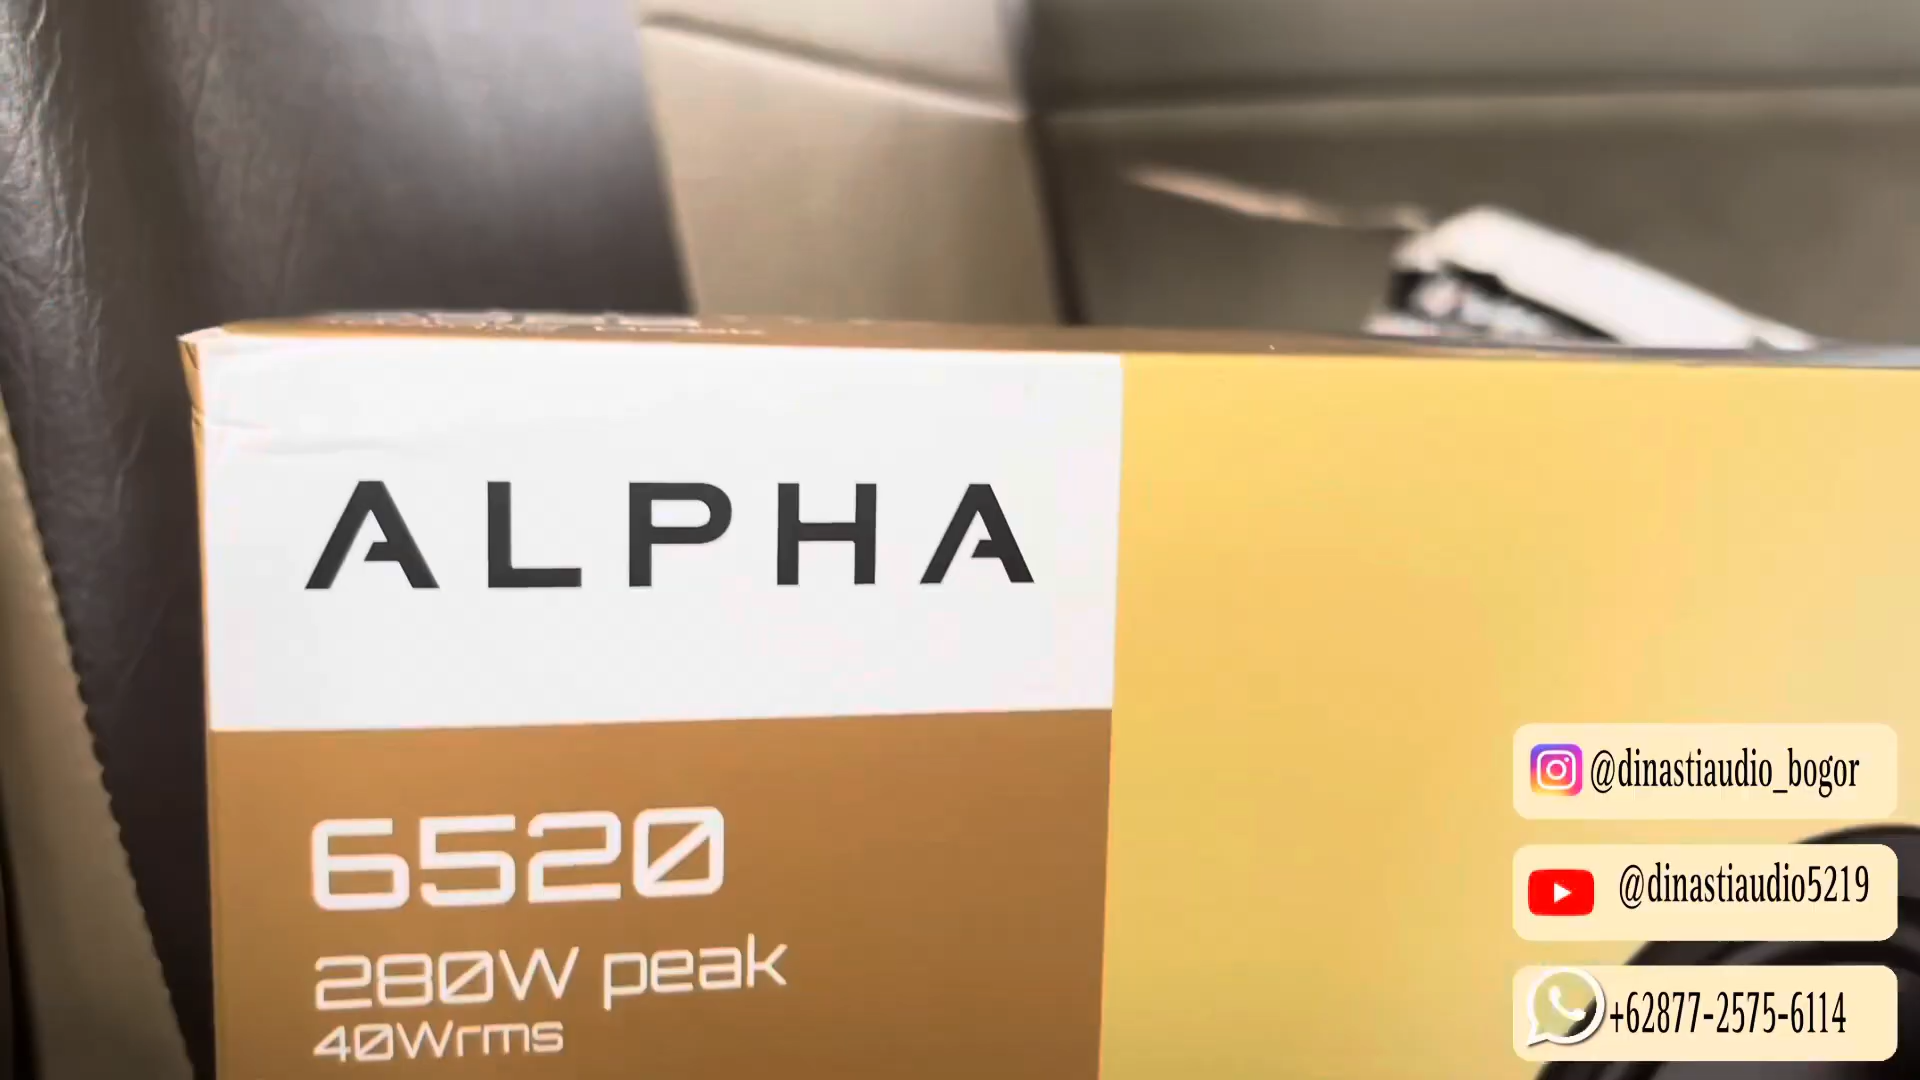 ALPHA
6520
280W peak
40Wrms
@dinastiaudio_bogor
@dinastiaudio5219
+62877-2575-6114